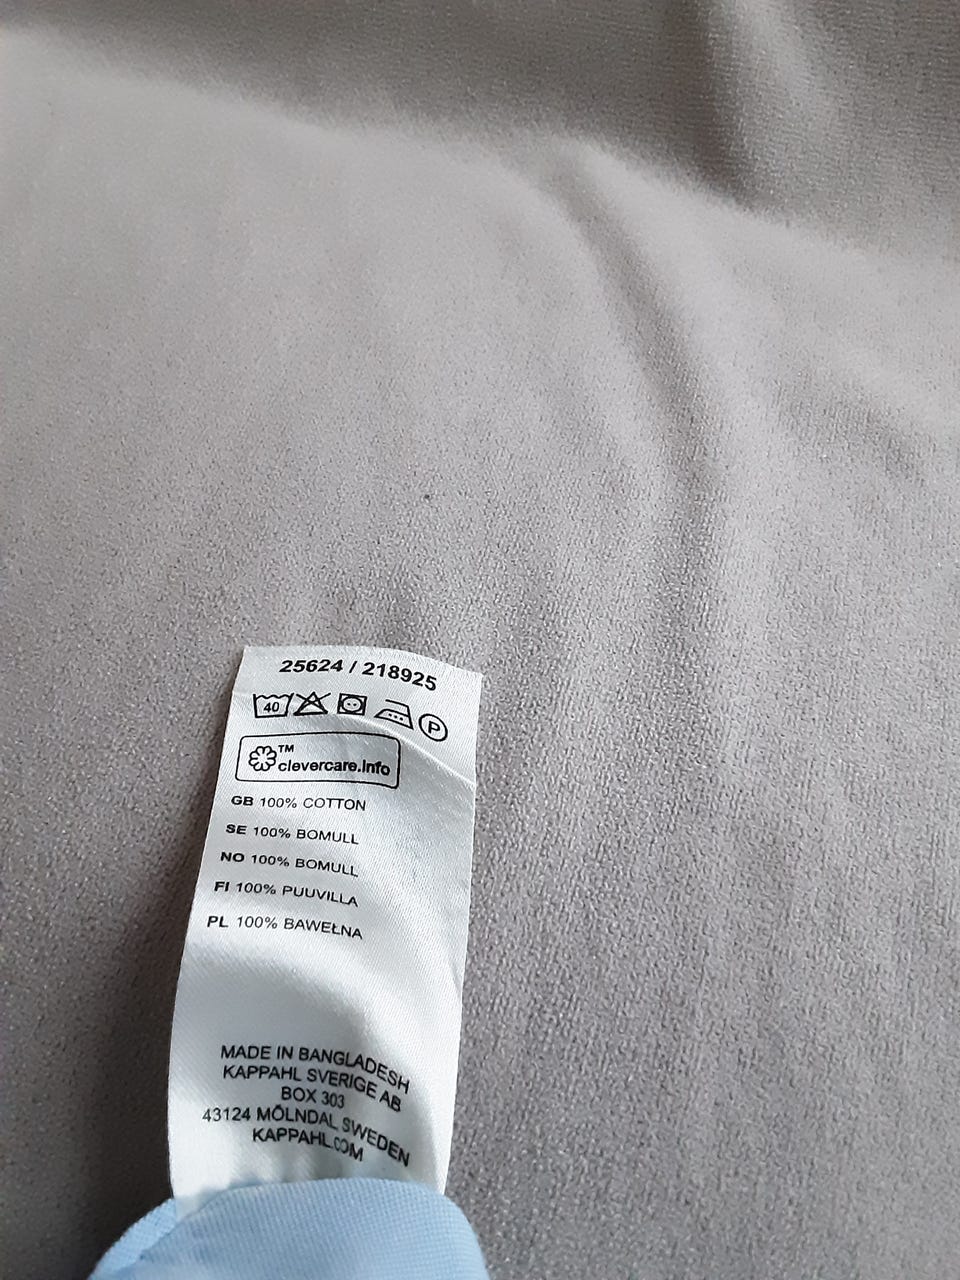 25624 / 218925
40 P
TM
clevercare.info
GB 100% COTTON
SE 100% BOMULL
NO 100% BOMULL
FI 100% PUUVILLA
PL 100% BAWEŁNA
MADE IN BANGLADESH
KAPPAHL SVERIGE AB
BOX 303
43124 MÖLNDAL SWEDEN
KAPPAHL.COM